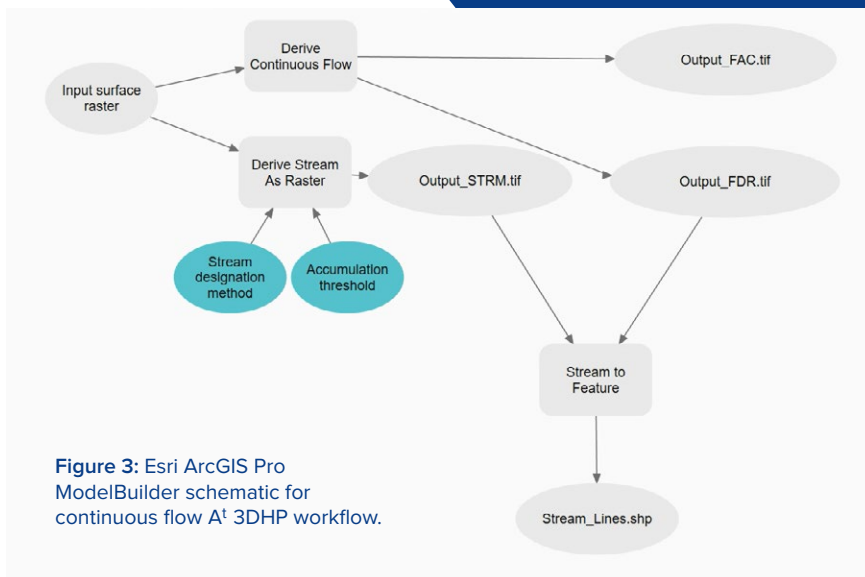 Derive
Continuous Flow
Output_FAC.tif
Input surface
raster
Derive Stream
As Raster
Output_STRM.tif
Output_FDR.tif
Stream
designation
method
Accumulation
threshold
Stream to
Feature
Stream_Lines.shp
Figure 3: Esri ArcGIS Pro
ModelBuilder schematic for
continuous flow Aᵗ 3DHP workflow.